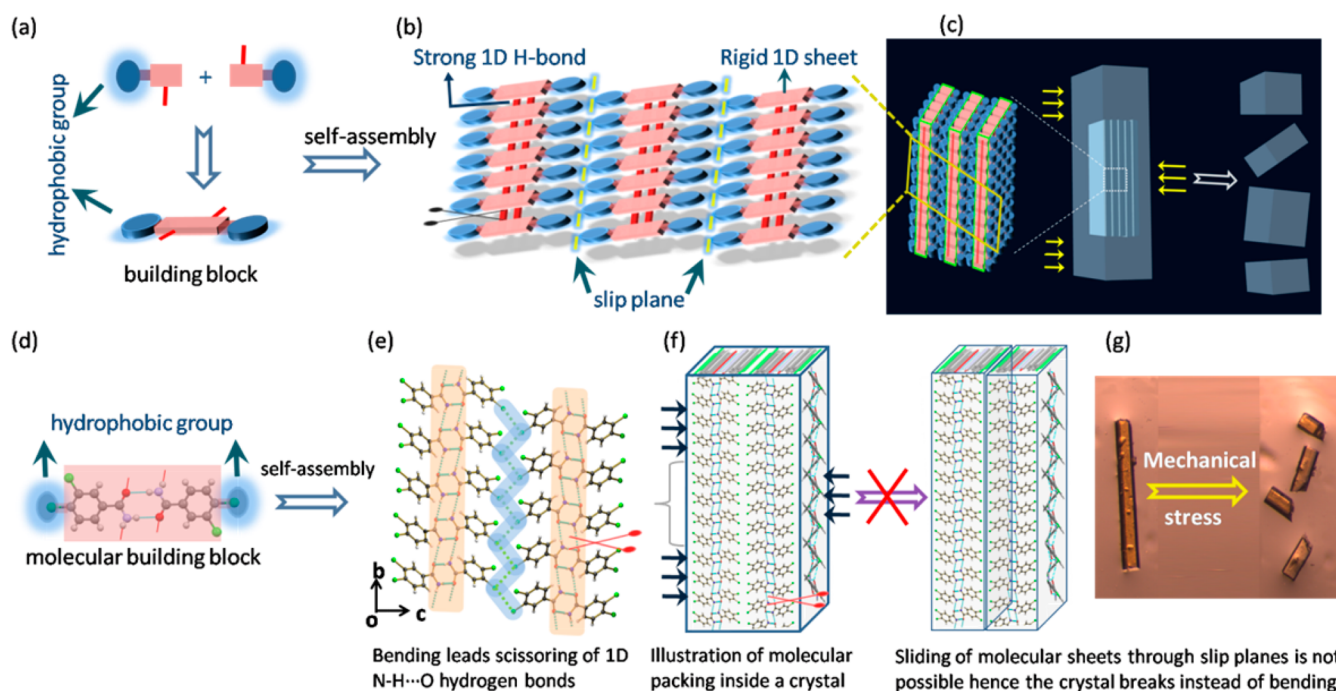 (a)
hydrophobic group
+
building block
self-assembly
(b)
Strong 1D H-bond
Rigid 1D sheet
slip plane
(c)
(d)
hydrophobic group
molecular building block
self-assembly
(e)
b
o
c
Bending leads scissoring of 1D
N-H···O hydrogen bonds
(f)
Illustration of molecular
packing inside a crystal
Sliding of molecular sheets through slip planes is not
possible hence the crystal breaks instead of bending
(g)
Mechanical
stress